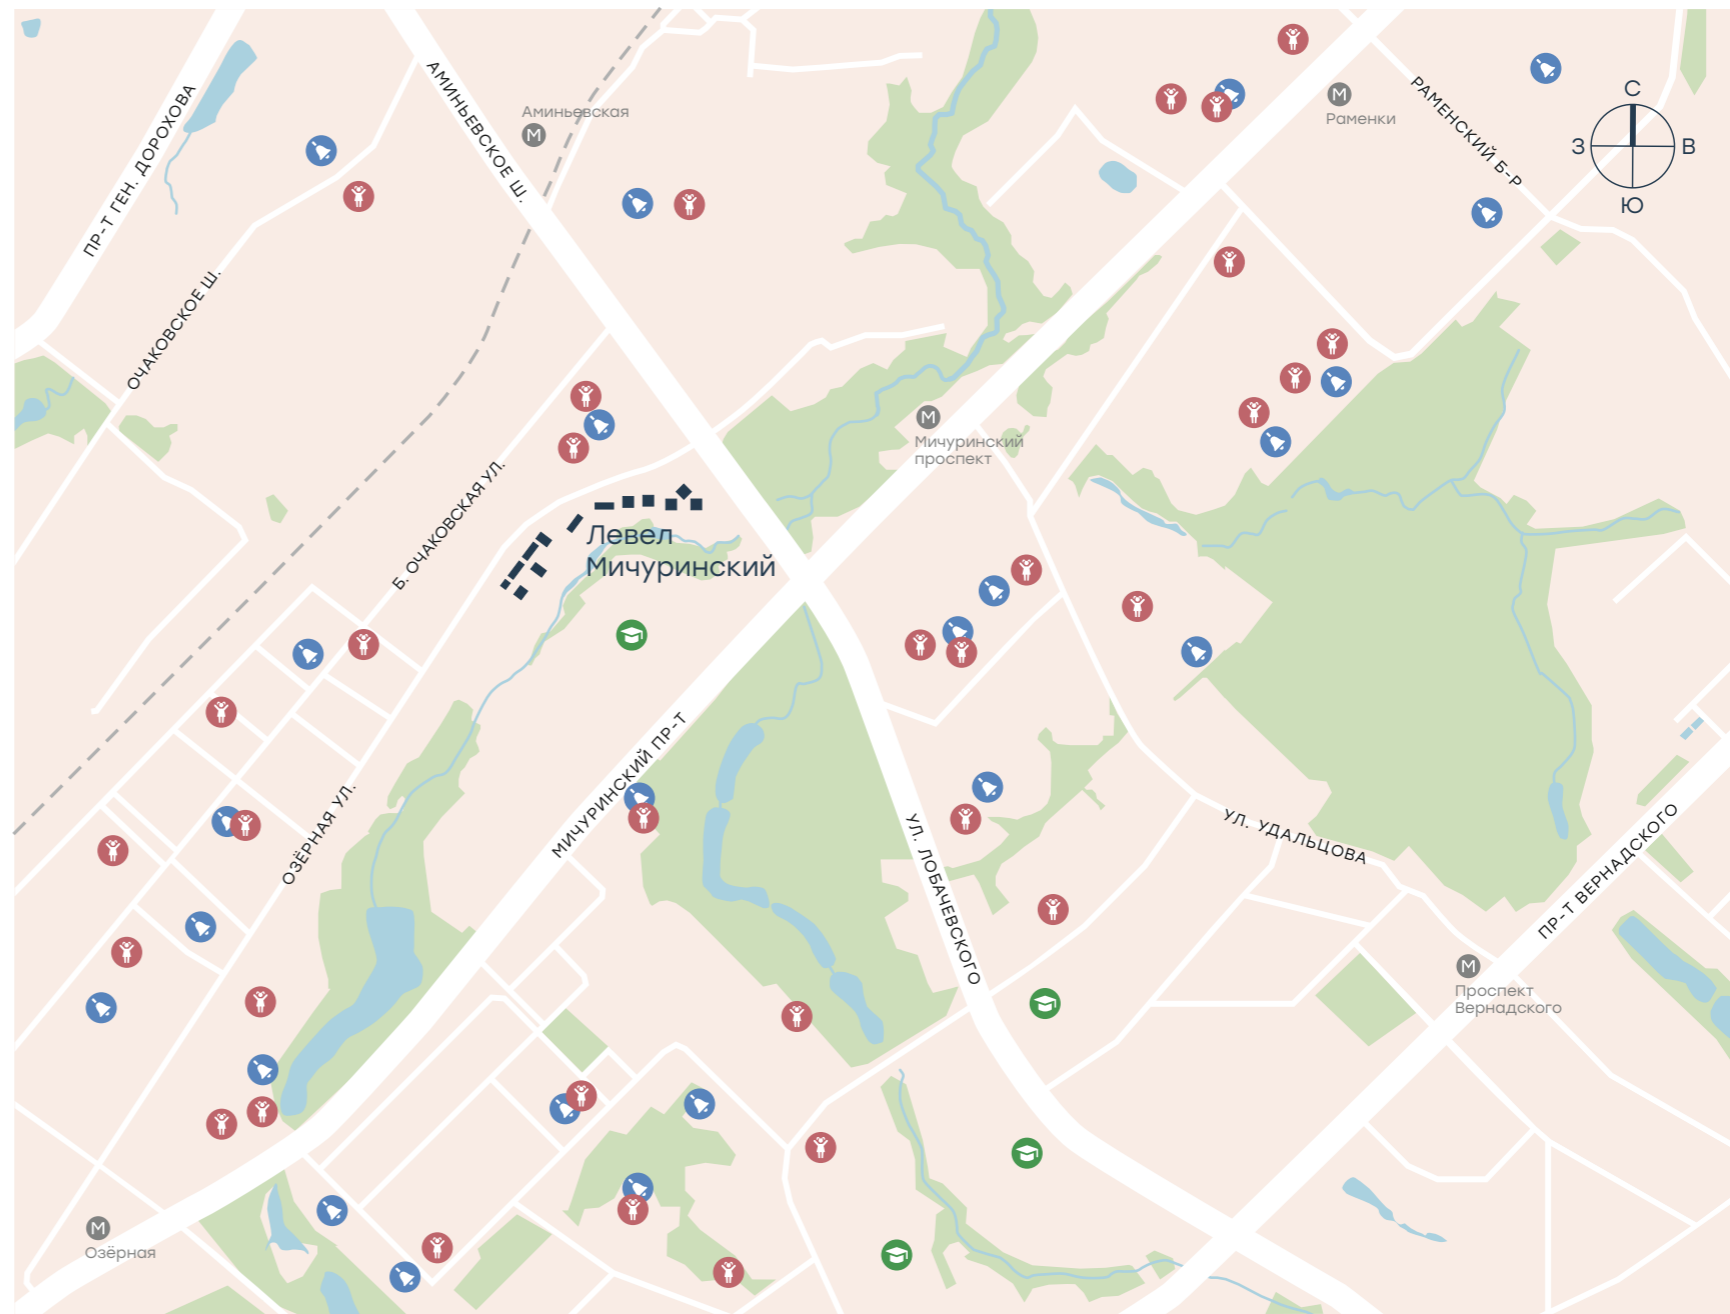 ПР-Т ГЕН. ДОРОХОВА
АМИНЬЕВСКОЕ Ш.
Аминьевская
М
М
Раменки
РАМЕНСКИЙ Б-Р
С
З
В
Ю
ОЧАКОВСКОЕ Ш.
Б. ОЧАКОВСКАЯ УЛ.
М
Мичуринский
проспект
Левел
Мичуринский
ОЗЁРНАЯ УЛ.
МИЧУРИНСКИЙ ПР-Т
УЛ. ЛОБАЧЕВСКОГО
УЛ. УДАЛЬЦОВА
ПР-Т ВЕРНАДСКОГО
М
Проспект
Вернадского
М
Озёрная